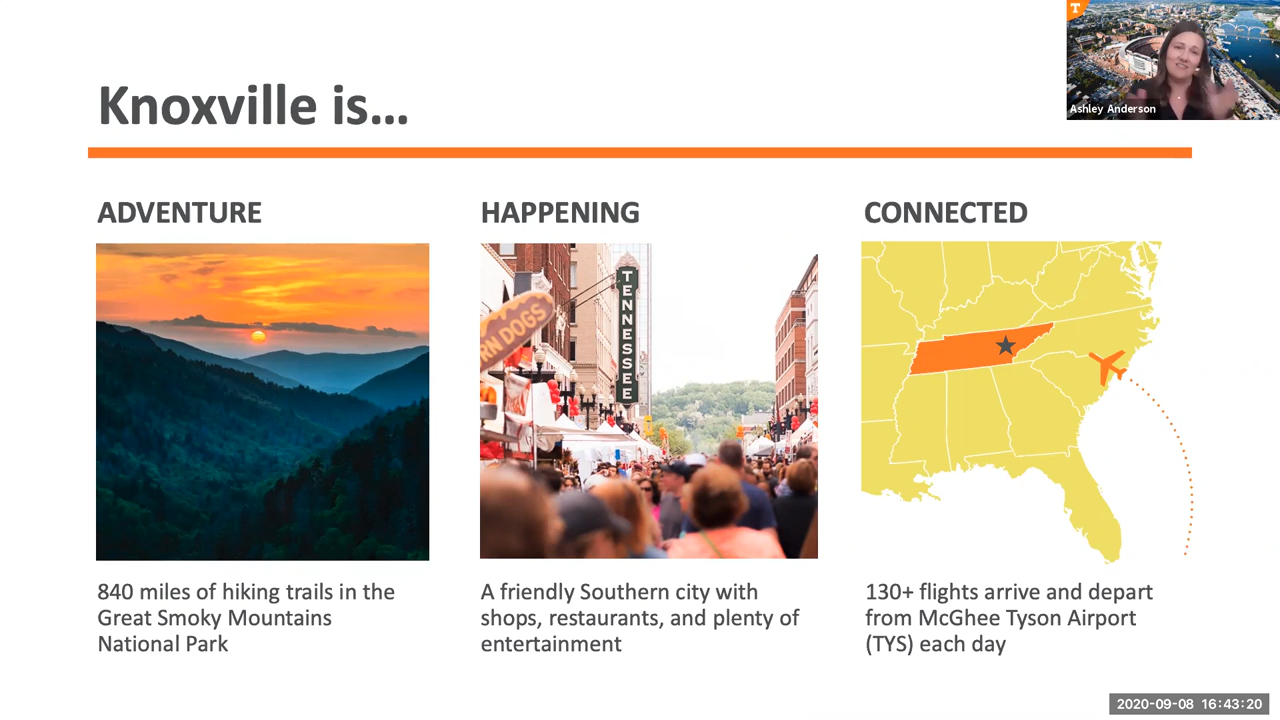 T
Ashley Anderson
Knoxville is...
ADVENTURE
840 miles of hiking trails in the
Great Smoky Mountains
National Park
HAPPENING
TENNESSEE
RN DOGS
A friendly Southern city with
shops, restaurants, and plenty of
entertainment
CONNECTED
130+ flights arrive and depart
from McGhee Tyson Airport
(TYS) each day
2020-09-08 16:43:20